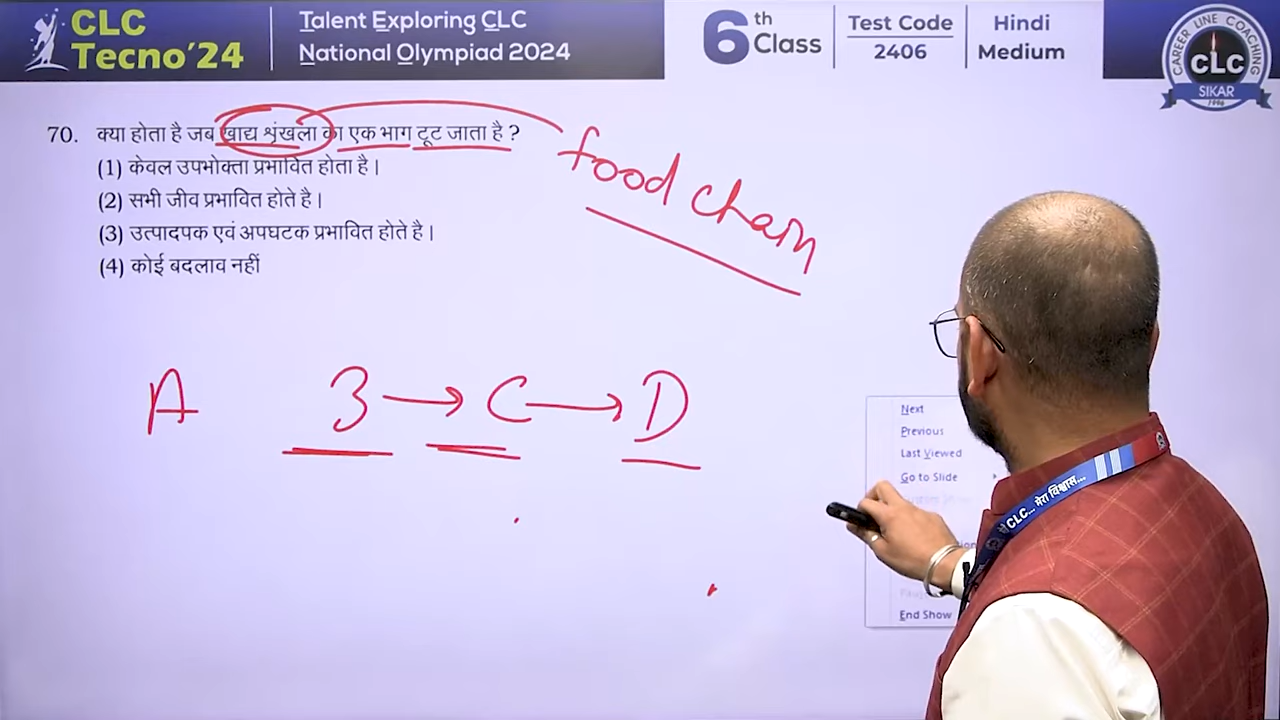 CLC
Tecno'24
Talent Exploring CLC
National Olympiad 2024
6th Class
Test Code
2406
Hindi
Medium
CAREER LINE COACHING
CLC
SIKAR
1996
70. क्या होता है जब खाद्य शृंखला का एक भाग टूट जाता है ?
(1) केवल उपभोक्ता प्रभावित होता है।
(2) सभी जीव प्रभावित होते है।
(3) उत्पादपक एवं अपघटक प्रभावित होते है।
(4) कोई बदलाव नहीं
food chain
A 3 → C → D
Next
Previous
Last Viewed
Go to Slide
End Show
CLC... मेरा विश्वास...